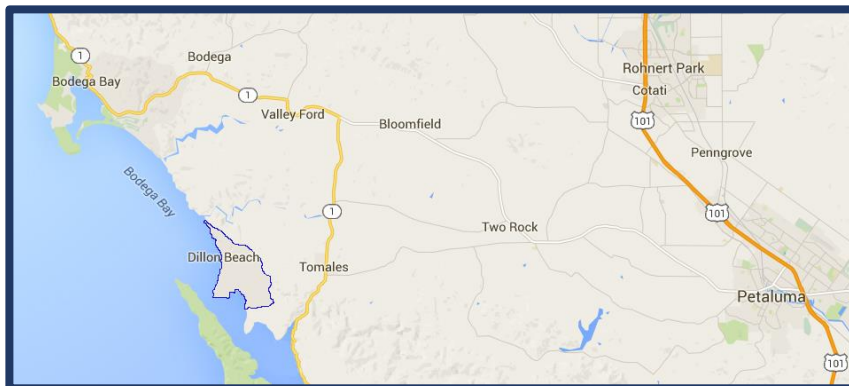 1
Bodega
Bodega Bay
1
Valley Ford
Bloomfield
Rohnert Park
Cotati
101
Penngrove
Bodega Bay
1
101
Two Rock
Dillon Beach
Tomales
Petaluma
101